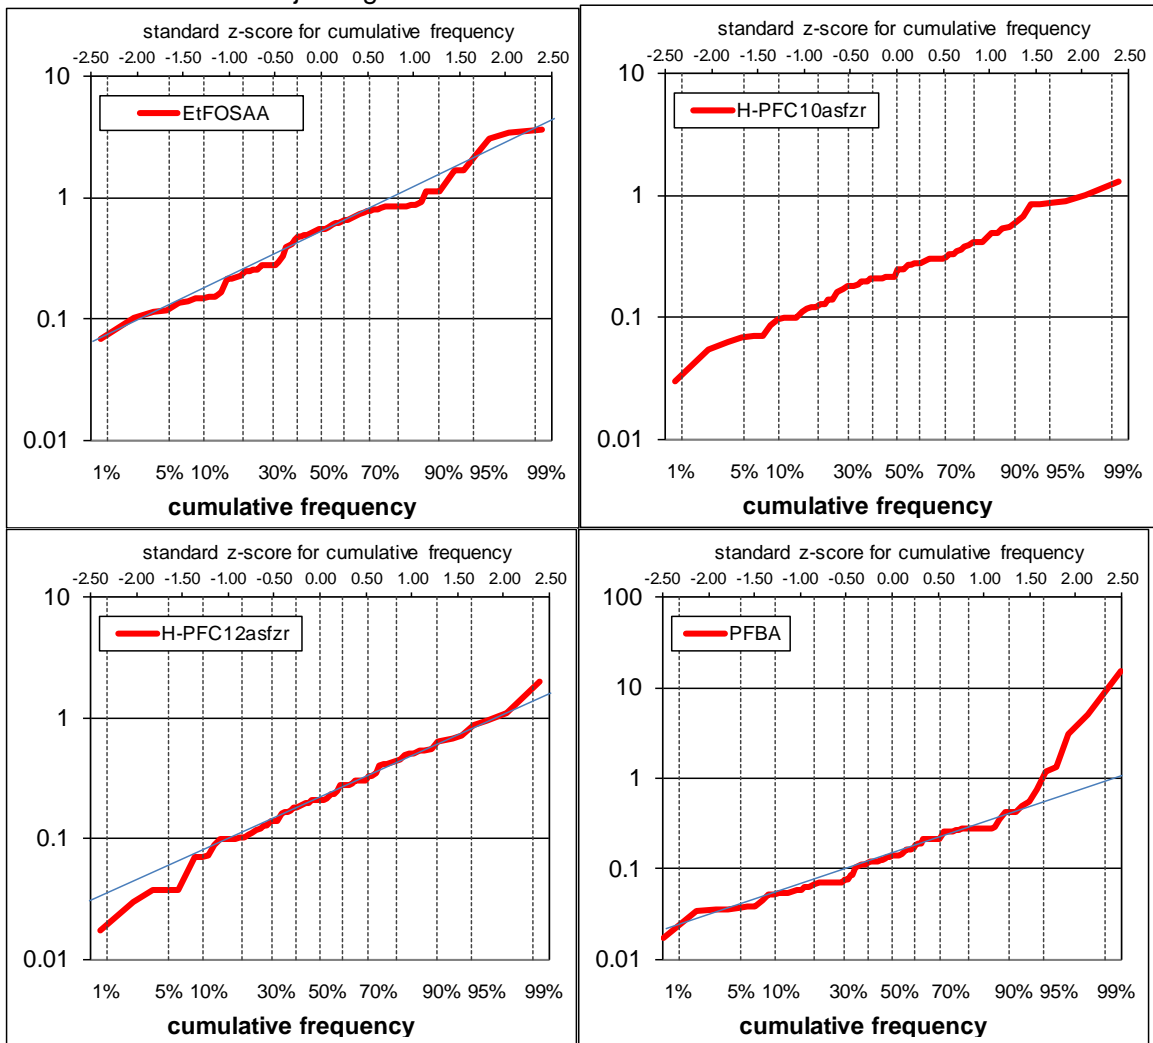 standard z-score for cumulative frequency
-2.50 -2.00 -1.50 -1.00 -0.50 0.00 0.50 1.00 1.50 2.00 2.50
10
EtFOSAA
1
0.1
0.01
1% 5% 10% 30% 50% 70% 90% 95% 99%
cumulative frequency
standard z-score for cumulative frequency
-2.50 -2.00 -1.50 -1.00 -0.50 0.00 0.50 1.00 1.50 2.00 2.50
10
H-PFC10asfzr
1
0.1
0.01
1% 5% 10% 30% 50% 70% 90% 95% 99%
cumulative frequency
standard z-score for cumulative frequency
-2.50 -2.00 -1.50 -1.00 -0.50 0.00 0.50 1.00 1.50 2.00 2.50
10
H-PFC12asfzr
1
0.1
0.01
1% 5% 10% 30% 50% 70% 90% 95% 99%
cumulative frequency
standard z-score for cumulative frequency
-2.50 -2.00 -1.50 -1.00 -0.50 0.00 0.50 1.00 1.50 2.00 2.50
100
PFBA
10
1
0.1
0.01
1% 5% 10% 30% 50% 70% 90% 95% 99%
cumulative frequency